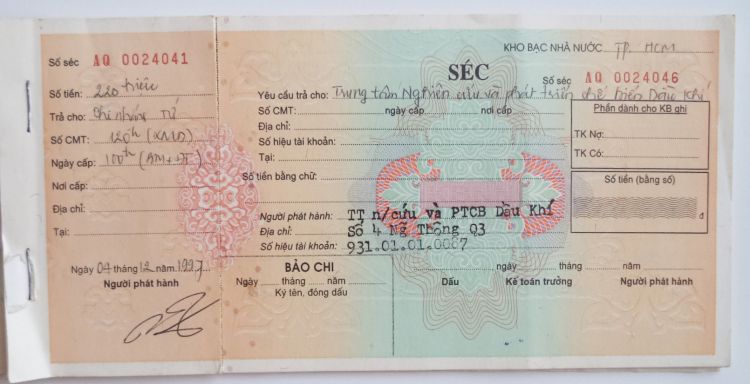 Số séc AQ 0024041
Số tiền: 220 triệu
Trả cho:
Số CMT: 120tr
Ngày cấp: 100tr
Nơi cấp:
Địa chỉ:
Tại:
Ngày 04 tháng 12 năm 1997
Người phát hành
KHO BẠC NHÀ NƯỚC TP. HCM
SÉC
Số séc AQ 0024046
Yêu cầu trả cho: Trung tâm Nghiên cứu và phát triển chế biến Dầu Khí
Số CMT: ngày cấp nơi cấp
Địa chỉ:
Số hiệu tài khoản:
Tại:
Số tiền bằng chữ:
Phần dành cho KB ghi
TK Nợ:
TK Có:
Số tiền (bằng số)
đ
Người phát hành: TT n/cứu và PTCB Dầu Khí
Địa chỉ: Số 4 Ng Thông Q3
Số hiệu tài khoản: 931.01.01.0087
BẢO CHI
Ngày tháng năm
Ký tên, đóng dấu
ngày tháng năm
Dấu Kế toán trưởng Người phát hành